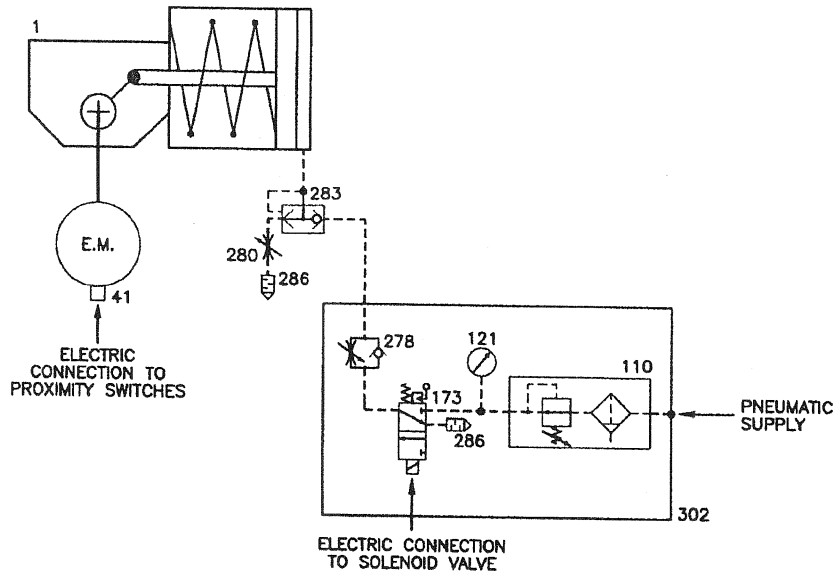 1
283
280
286
E.M.
41
ELECTRIC
CONNECTION TO
PROXIMITY SWITCHES
278
121
110
173
286
PNEUMATIC
SUPPLY
302
ELECTRIC CONNECTION
TO SOLENOID VALVE